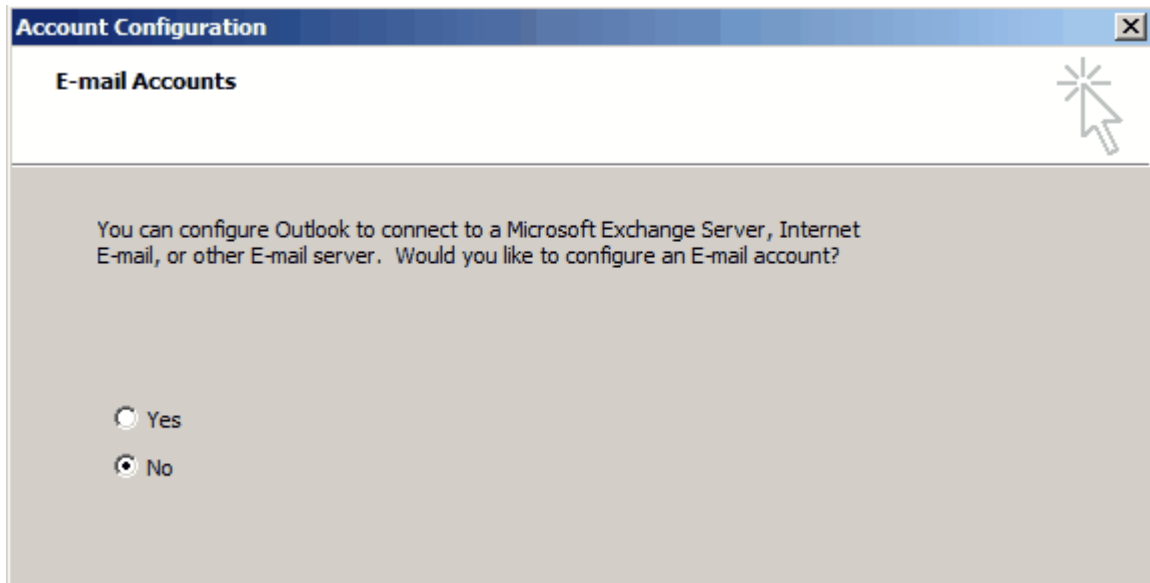 Account Configuration
E-mail Accounts
You can configure Outlook to connect to a Microsoft Exchange Server, Internet
E-mail, or other E-mail server.  Would you like to configure an E-mail account?
Yes
No